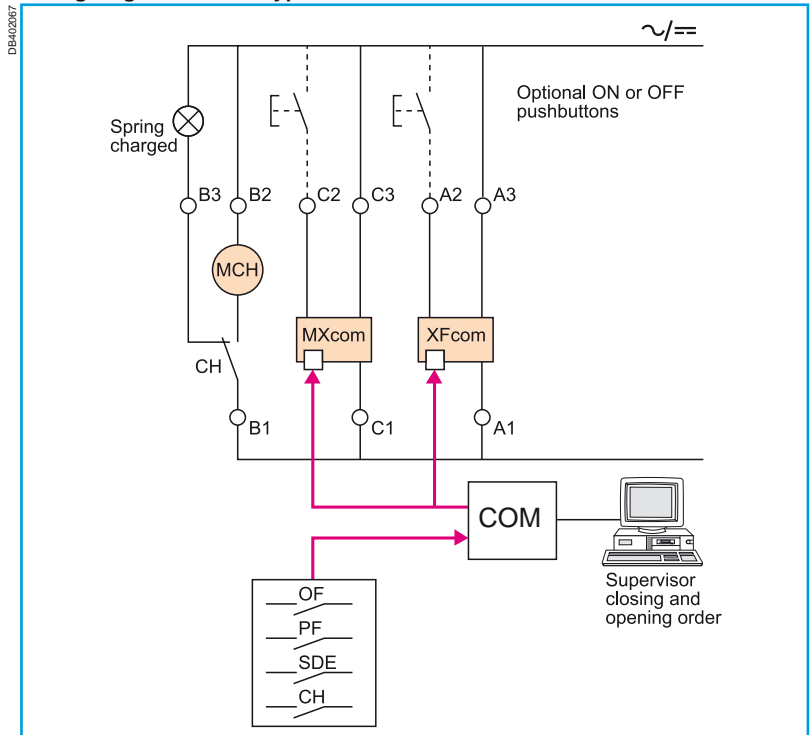 DB402067
∼/⎓
Optional ON or OFF
pushbuttons
Spring
charged
B3
B2
C2
C3
A2
A3
MCH
MXcom
XFcom
CH
B1
C1
A1
COM
Supervisor
closing and
opening order
OF
PF
SDE
CH